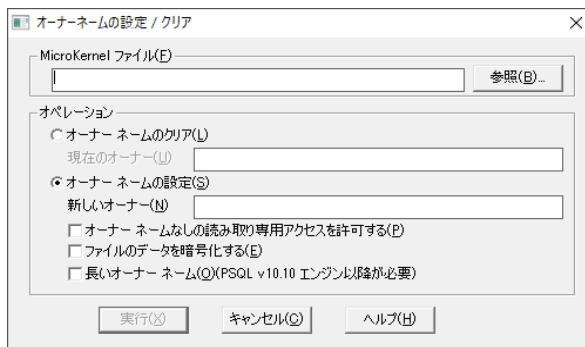 オーナーネームの設定 / クリア
MicroKernel ファイル(F)
参照(B)...
オペレーション
オーナー ネームのクリア(L)
現在のオーナー(U)
オーナー ネームの設定(S)
新しいオーナー(N)
オーナー ネームなしの読み取り専用アクセスを許可する(P)
ファイルのデータを暗号化する(E)
長いオーナー ネーム(O)(PSQL v10.10 エンジン以降が必要)
実行(X)
キャンセル(C)
ヘルプ(H)